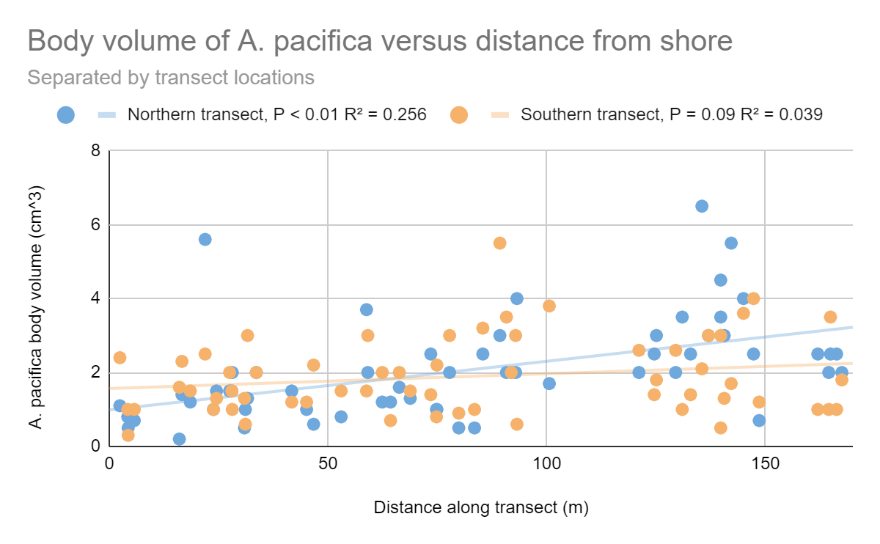 Body volume of A. pacifica versus distance from shore
Separated by transect locations
Northern transect, P < 0.01 R² = 0.256
Southern transect, P = 0.09 R² = 0.039
A. pacifica body volume (cm^3)
8
6
4
2
0
0
50
100
150
Distance along transect (m)